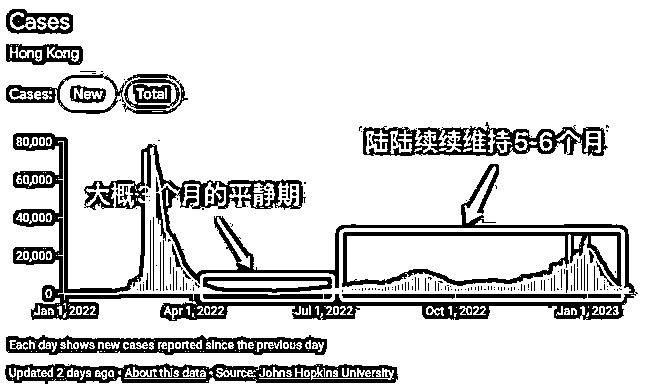 Cases
Hong Kong
Cases: New Total
陆陆续续维持5-6个月
大概3个月的平静期
80,000
60,000
40,000
20,000
0
Jan 1, 2022 Apr 1, 2022 Jul 1, 2022 Oct 1, 2022 Jan 1, 2023
Each day shows new cases reported since the previous day
Updated 2 days ago · About this data · Source: Johns Hopkins University